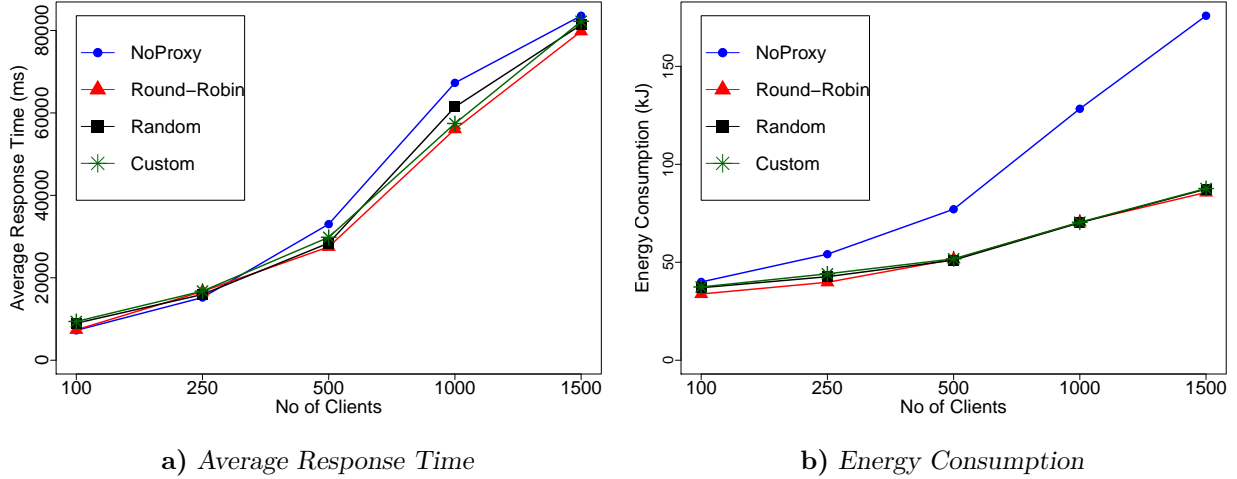 Average Response Time (ms)
0
20000
40000
60000
80000
NoProxy
Round-Robin
Random
Custom
100 250 500 1000 1500
No of Clients
a) Average Response Time
Energy Consumption (kJ)
0
50
100
150
NoProxy
Round-Robin
Random
Custom
100 250 500 1000 1500
No of Clients
b) Energy Consumption